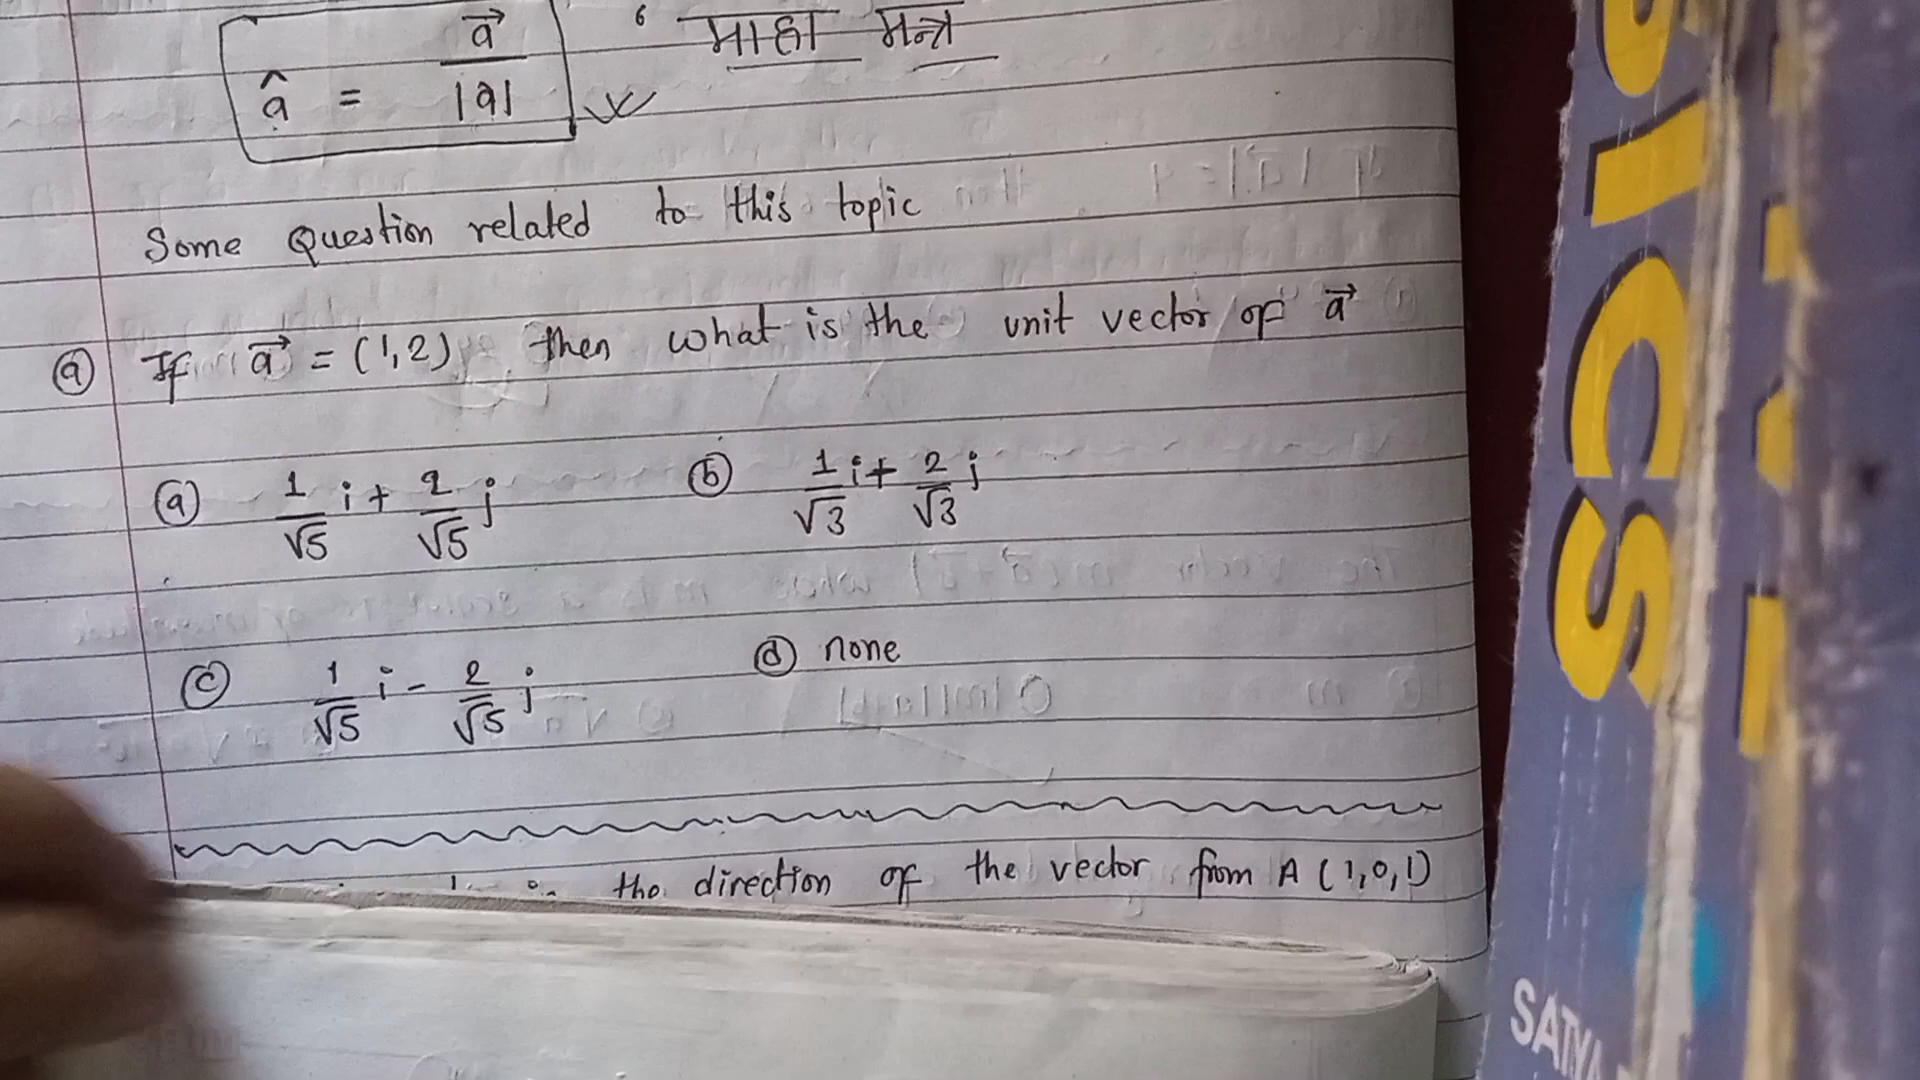 â = a⃗ / |a|
माहा मन्त्र
Some Question related to this topic
ⓐ If a⃗ = (1,2), then what is the unit vector of a⃗
ⓐ 1/√5 i + 2/√5 j ⓑ 1/√3 i + 2/√3 j
ⓒ 1/√5 i - 2/√5 j ⓓ none
the direction of the vector from A (1,0,1)
SICS
SATYA